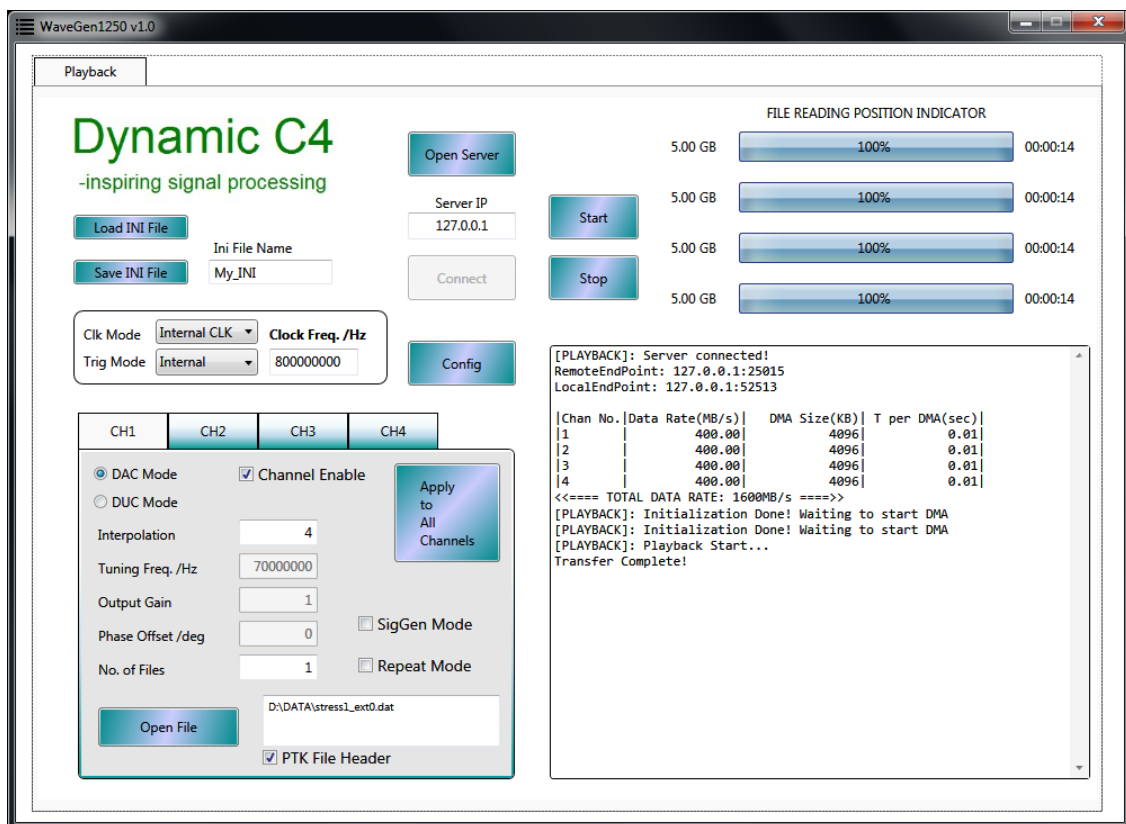 WaveGen1250 v1.0
Playback
Dynamic C4
-inspiring signal processing
Load INI File
Save INI File
Ini File Name
My_INI
Open Server
Server IP
127.0.0.1
Connect
Start
Stop
FILE READING POSITION INDICATOR
5.00 GB 100% 00:00:14
5.00 GB 100% 00:00:14
5.00 GB 100% 00:00:14
5.00 GB 100% 00:00:14
Clk Mode Internal CLK Clock Freq. /Hz
Trig Mode Internal 800000000
Config
CH1 CH2 CH3 CH4
DAC Mode Channel Enable
DUC Mode
Apply
to
All
Channels
Interpolation 4
Tuning Freq. /Hz 70000000
Output Gain 1
Phase Offset /deg 0
SigGen Mode
No. of Files 1
Repeat Mode
Open File
D:\DATA\stress1_ext0.dat
PTK File Header
[PLAYBACK]: Server connected!
RemoteEndPoint: 127.0.0.1:25015
LocalEndPoint: 127.0.0.1:52513
|Chan No.|Data Rate(MB/s)| DMA Size(KB)| T per DMA(sec)|
|1 | 400.00| 4096| 0.01|
|2 | 400.00| 4096| 0.01|
|3 | 400.00| 4096| 0.01|
|4 | 400.00| 4096| 0.01|
<<==== TOTAL DATA RATE: 1600MB/s ====>>
[PLAYBACK]: Initialization Done! Waiting to start DMA
[PLAYBACK]: Initialization Done! Waiting to start DMA
[PLAYBACK]: Playback Start...
Transfer Complete!